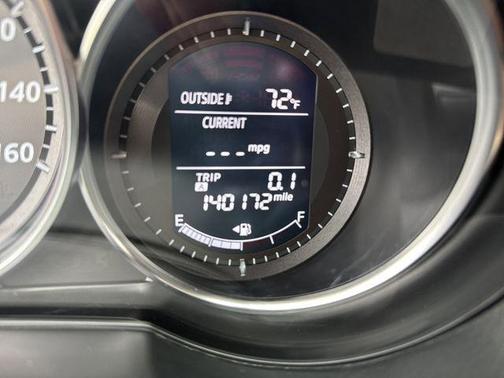 140
160
OUTSIDE 72°F
CURRENT
--- mpg
TRIP A 0.1
140172 mile
E F